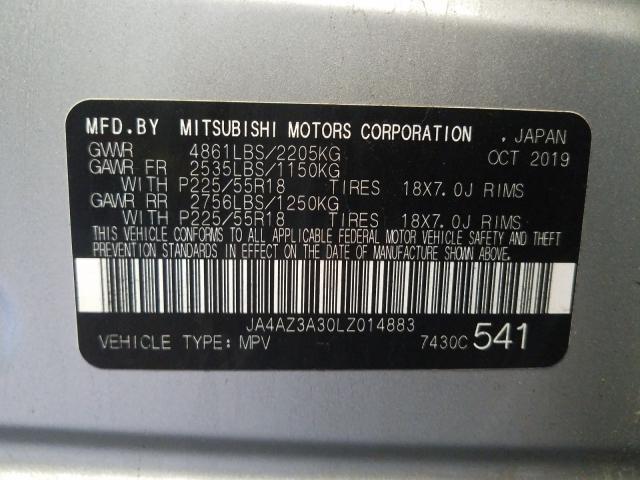 MFD.BY MITSUBISHI MOTORS CORPORATION . JAPAN
GVWR 4861LBS/2205KG OCT 2019
GAWR FR 2535LBS/1150KG
WITH P225/55R18 TIRES 18X7.0J RIMS
GAWR RR 2756LBS/1250KG
WITH P225/55R18 TIRES 18X7.0J RIMS
THIS VEHICLE CONFORMS TO ALL APPLICABLE FEDERAL MOTOR VEHICLE SAFETY AND THEFT
PREVENTION STANDARDS IN EFFECT ON THE DATE OF MANUFACTURE SHOWN ABOVE.
JA4AZ3A30LZ014883
VEHICLE TYPE: MPV 7430C 541